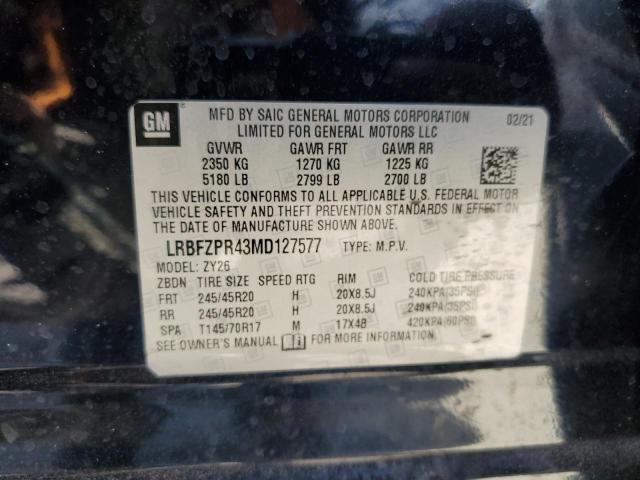 GM ® MFD BY SAIC GENERAL MOTORS CORPORATION 02/21
LIMITED FOR GENERAL MOTORS LLC
GVWR GAWR FRT GAWR RR
2350 KG 1270 KG 1225 KG
5180 LB 2799 LB 2700 LB
THIS VEHICLE CONFORMS TO ALL APPLICABLE U.S. FEDERAL MOTOR
VEHICLE SAFETY AND THEFT PREVENTION STANDARDS IN EFFECT ON
THE DATE OF MANUFACTURE SHOWN ABOVE.
LRBFZPR43MD127577 TYPE: M.P.V.
MODEL: ZY26
ZBDN TIRE SIZE SPEED RTG RIM COLD TIRE PRESSURE
FRT 245/45R20 H 20X8.5J 240KPA(35PSI)
RR 245/45R20 H 20X8.5J 240KPA(35PSI)
SPA T145/70R17 M 17X4B 420KPA(60PSI)
SEE OWNER'S MANUAL i FOR MORE INFORMATION.